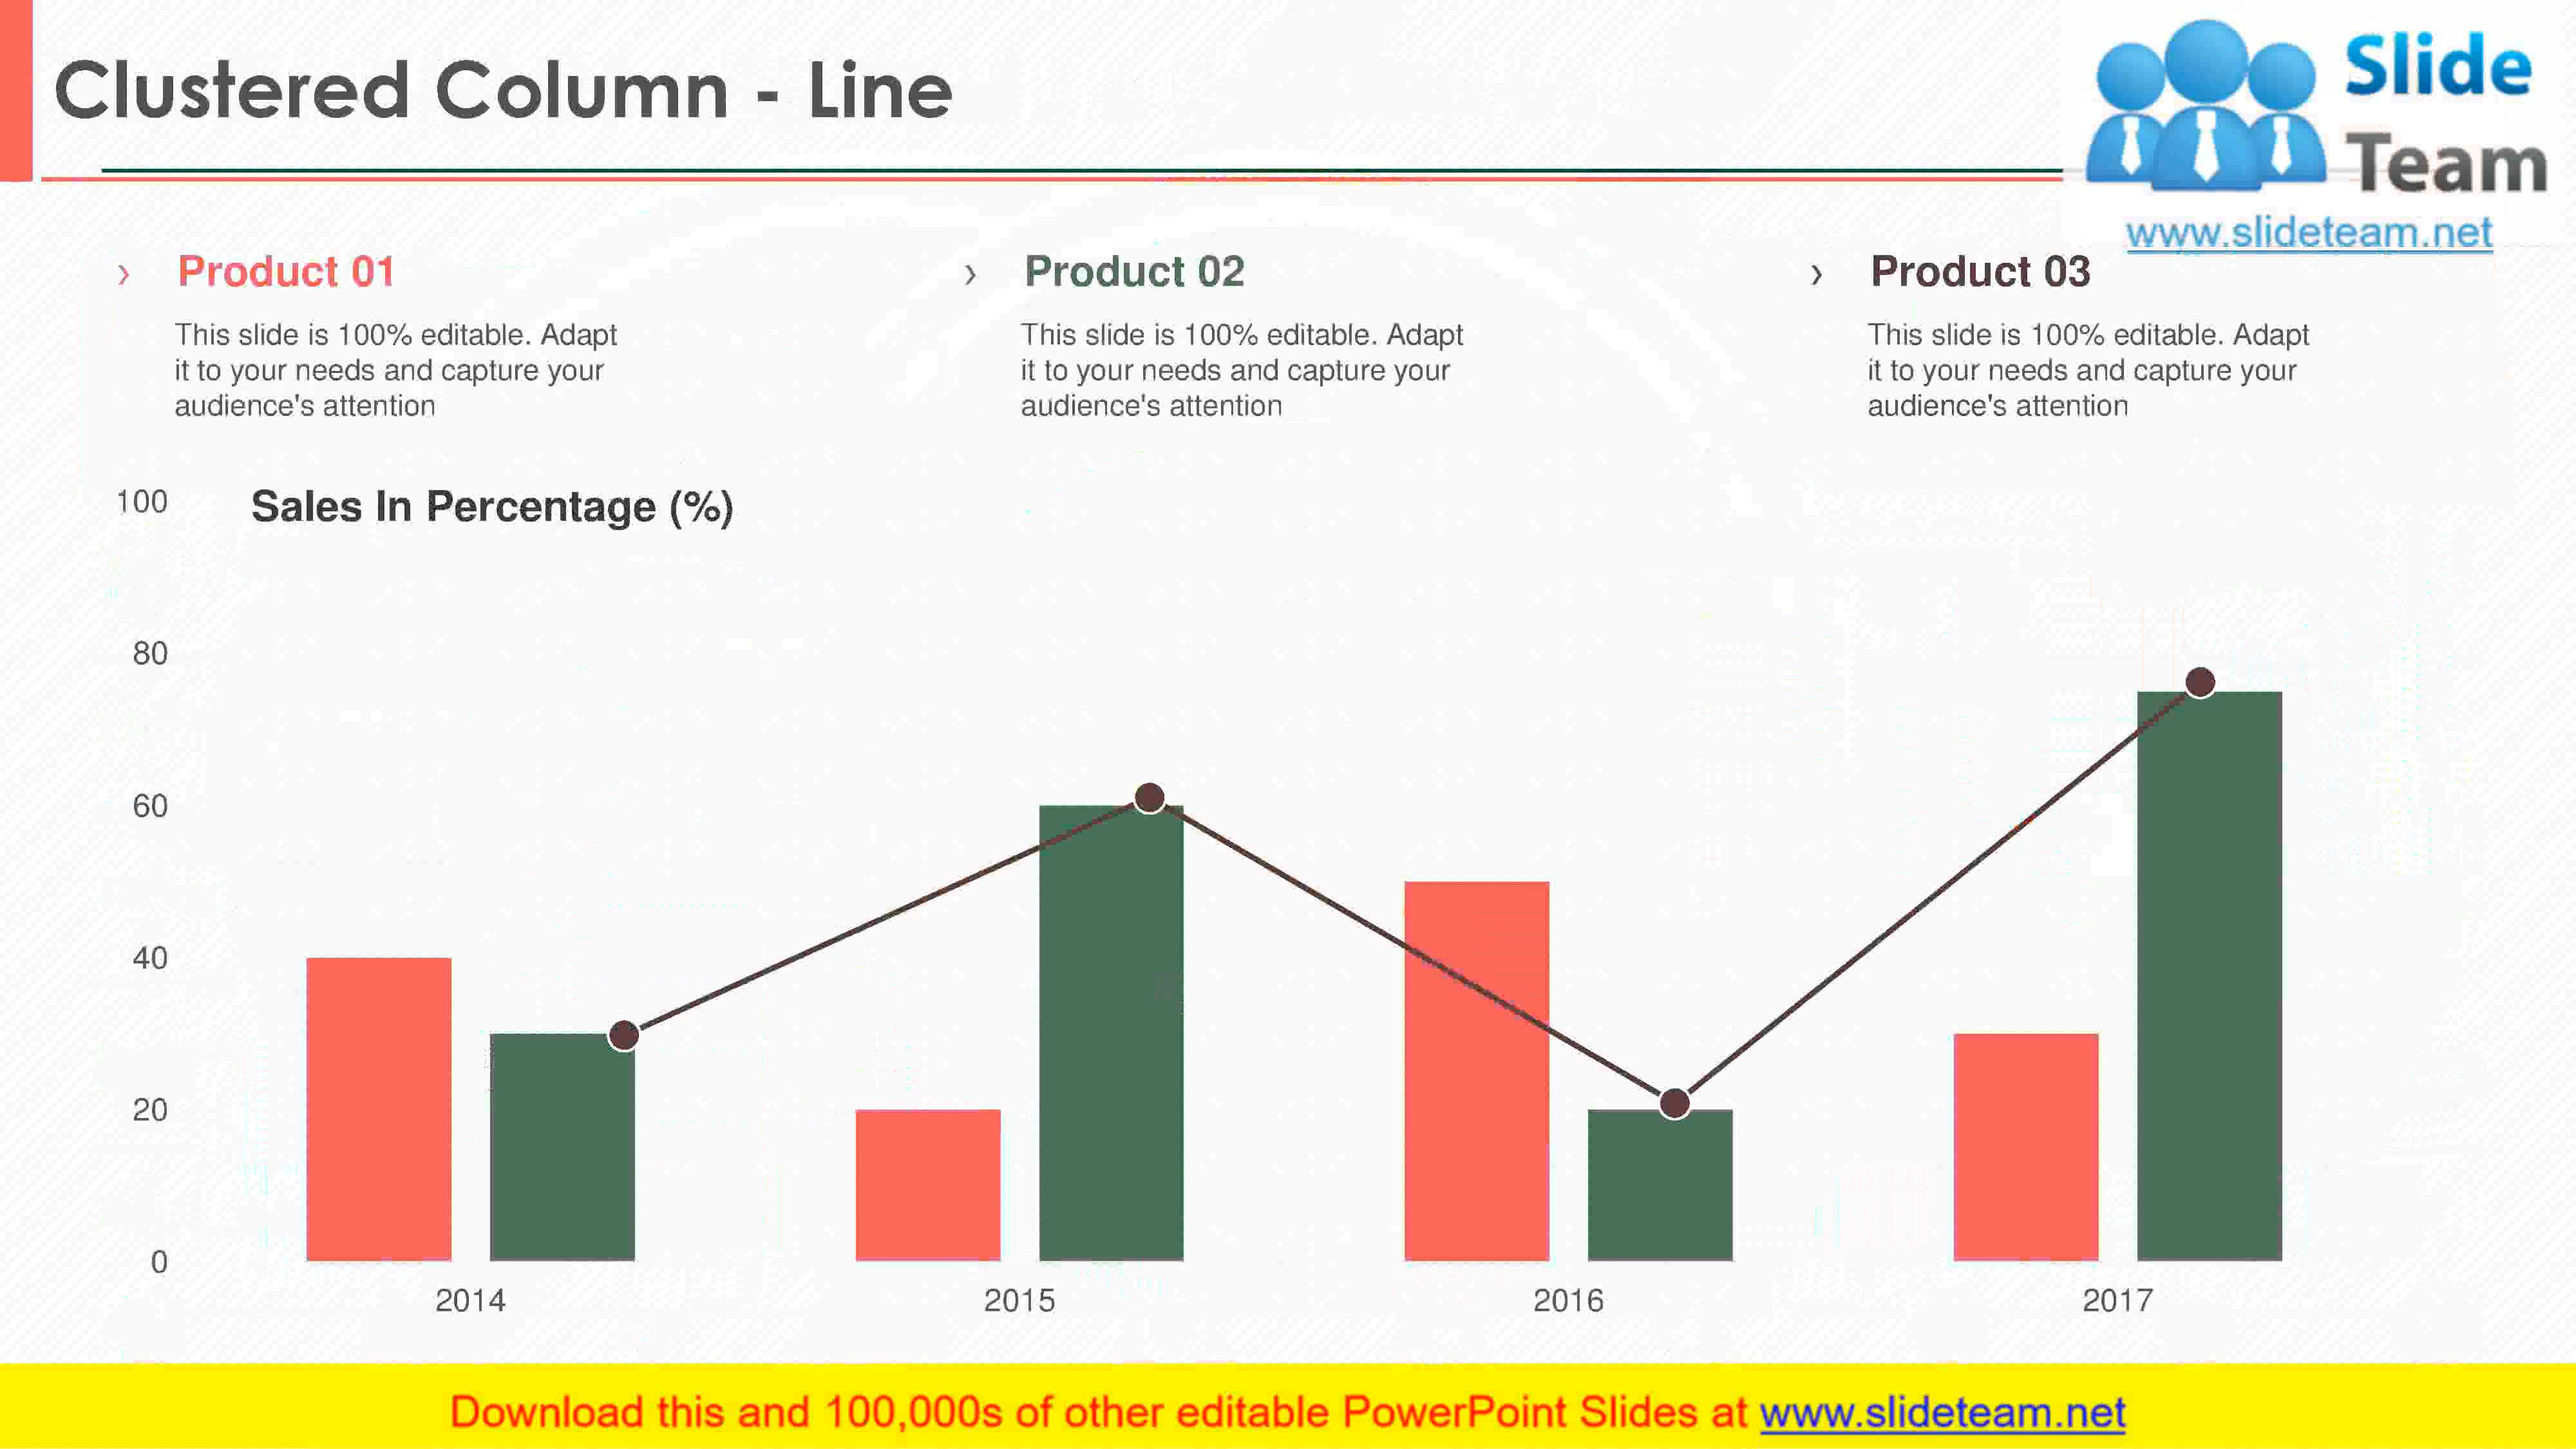 Clustered Column - Line
Slide
Team
www.slideteam.net
› Product 01
This slide is 100% editable. Adapt
it to your needs and capture your
audience's attention
› Product 02
This slide is 100% editable. Adapt
it to your needs and capture your
audience's attention
› Product 03
This slide is 100% editable. Adapt
it to your needs and capture your
audience's attention
Sales In Percentage (%)
100
80
60
40
20
0
2014 2015 2016 2017
Download this and 100,000s of other editable PowerPoint Slides at www.slideteam.net